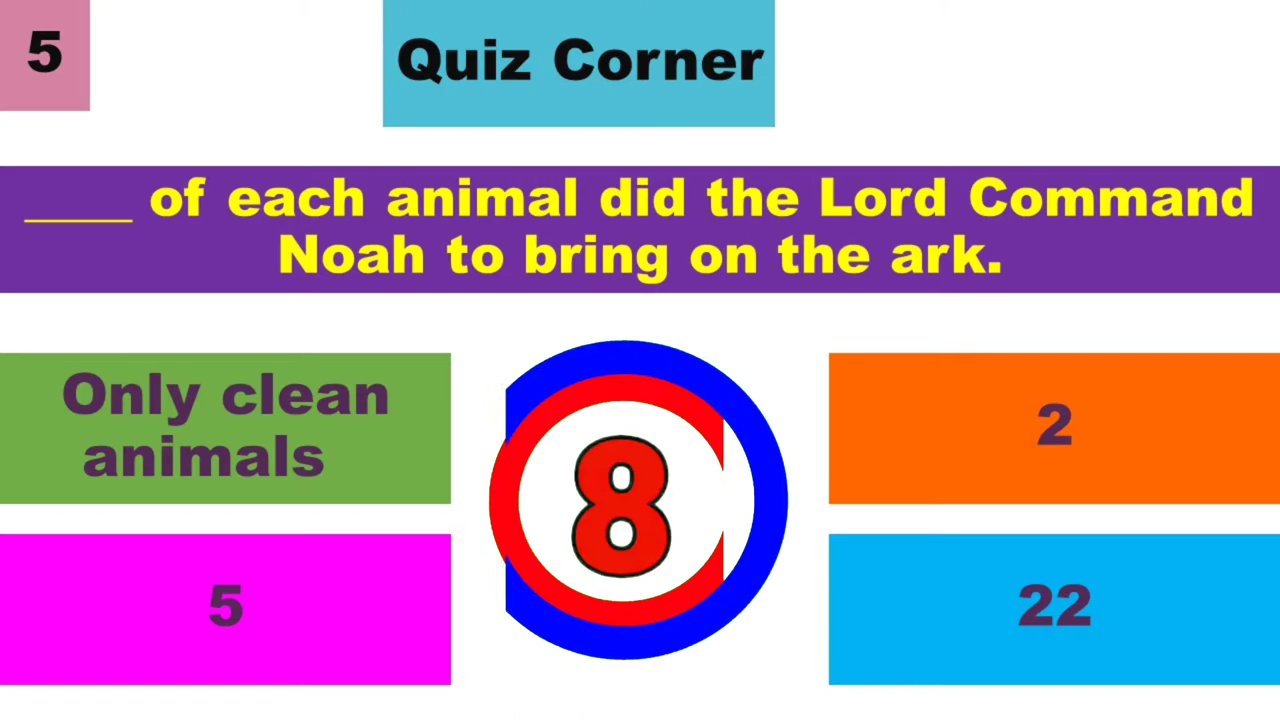 5
Quiz Corner
____ of each animal did the Lord Command
Noah to bring on the ark.
Only clean
animals
2
8
5
22